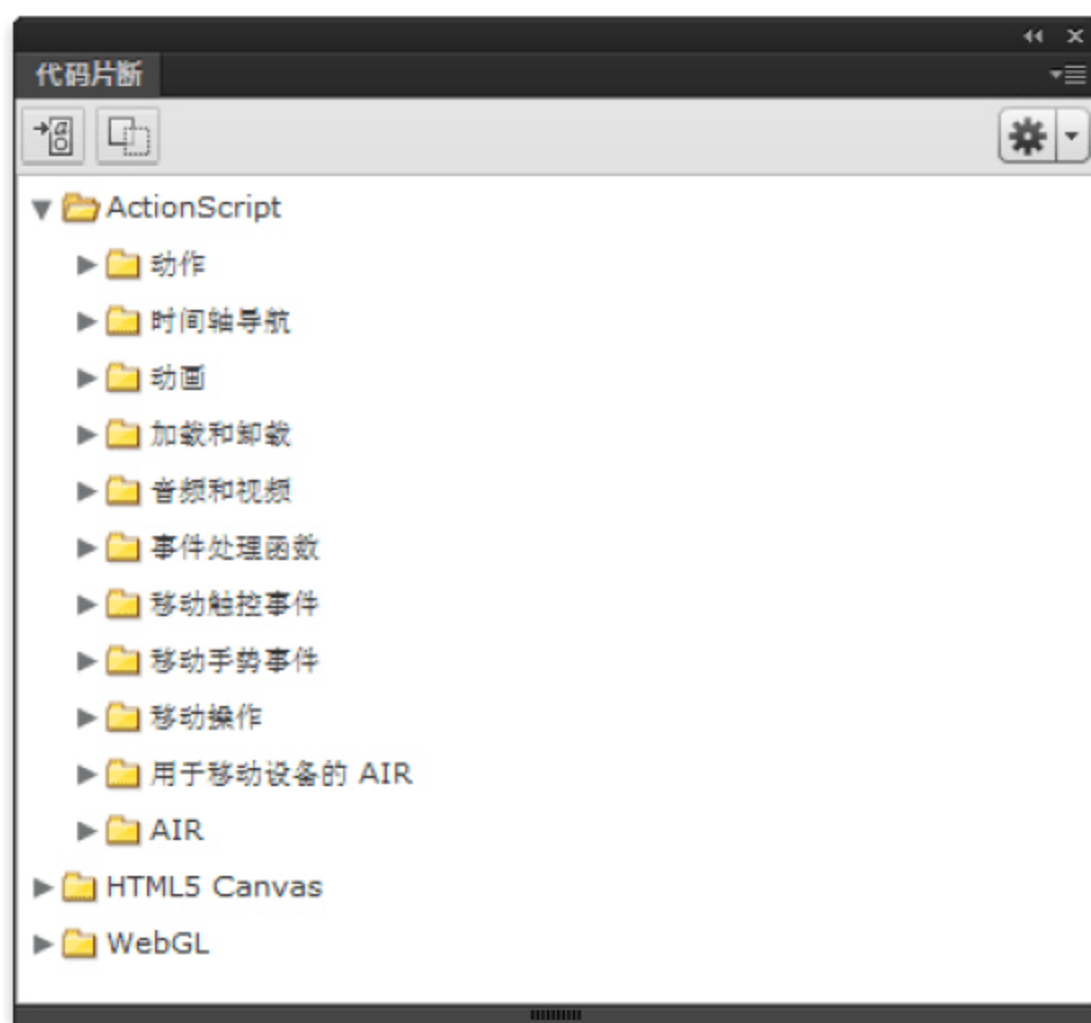 代码片断
ActionScript
动作
时间轴导航
动画
加载和卸载
音频和视频
事件处理函数
移动触控事件
移动手势事件
移动操作
用于移动设备的 AIR
AIR
HTML5 Canvas
WebGL